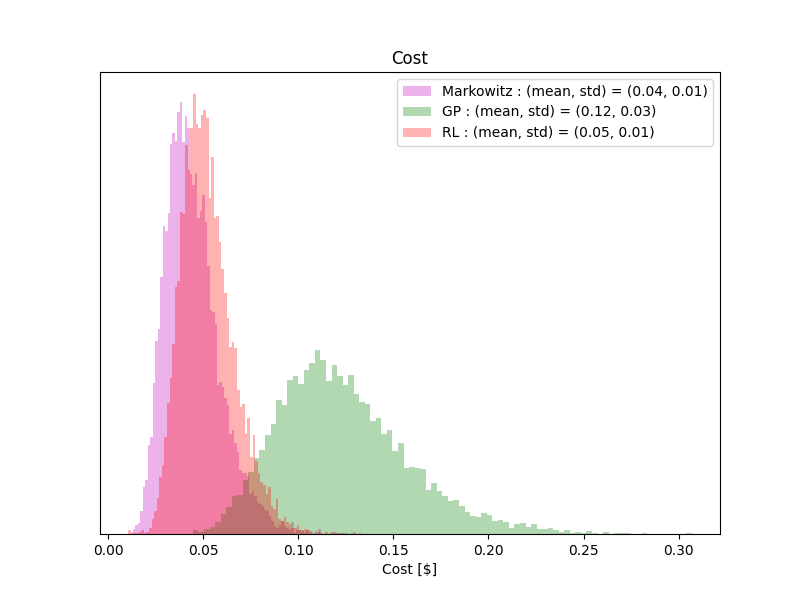 Cost
Markowitz : (mean, std) = (0.04, 0.01)
GP : (mean, std) = (0.12, 0.03)
RL : (mean, std) = (0.05, 0.01)
0.00 0.05 0.10 0.15 0.20 0.25 0.30
Cost [$]